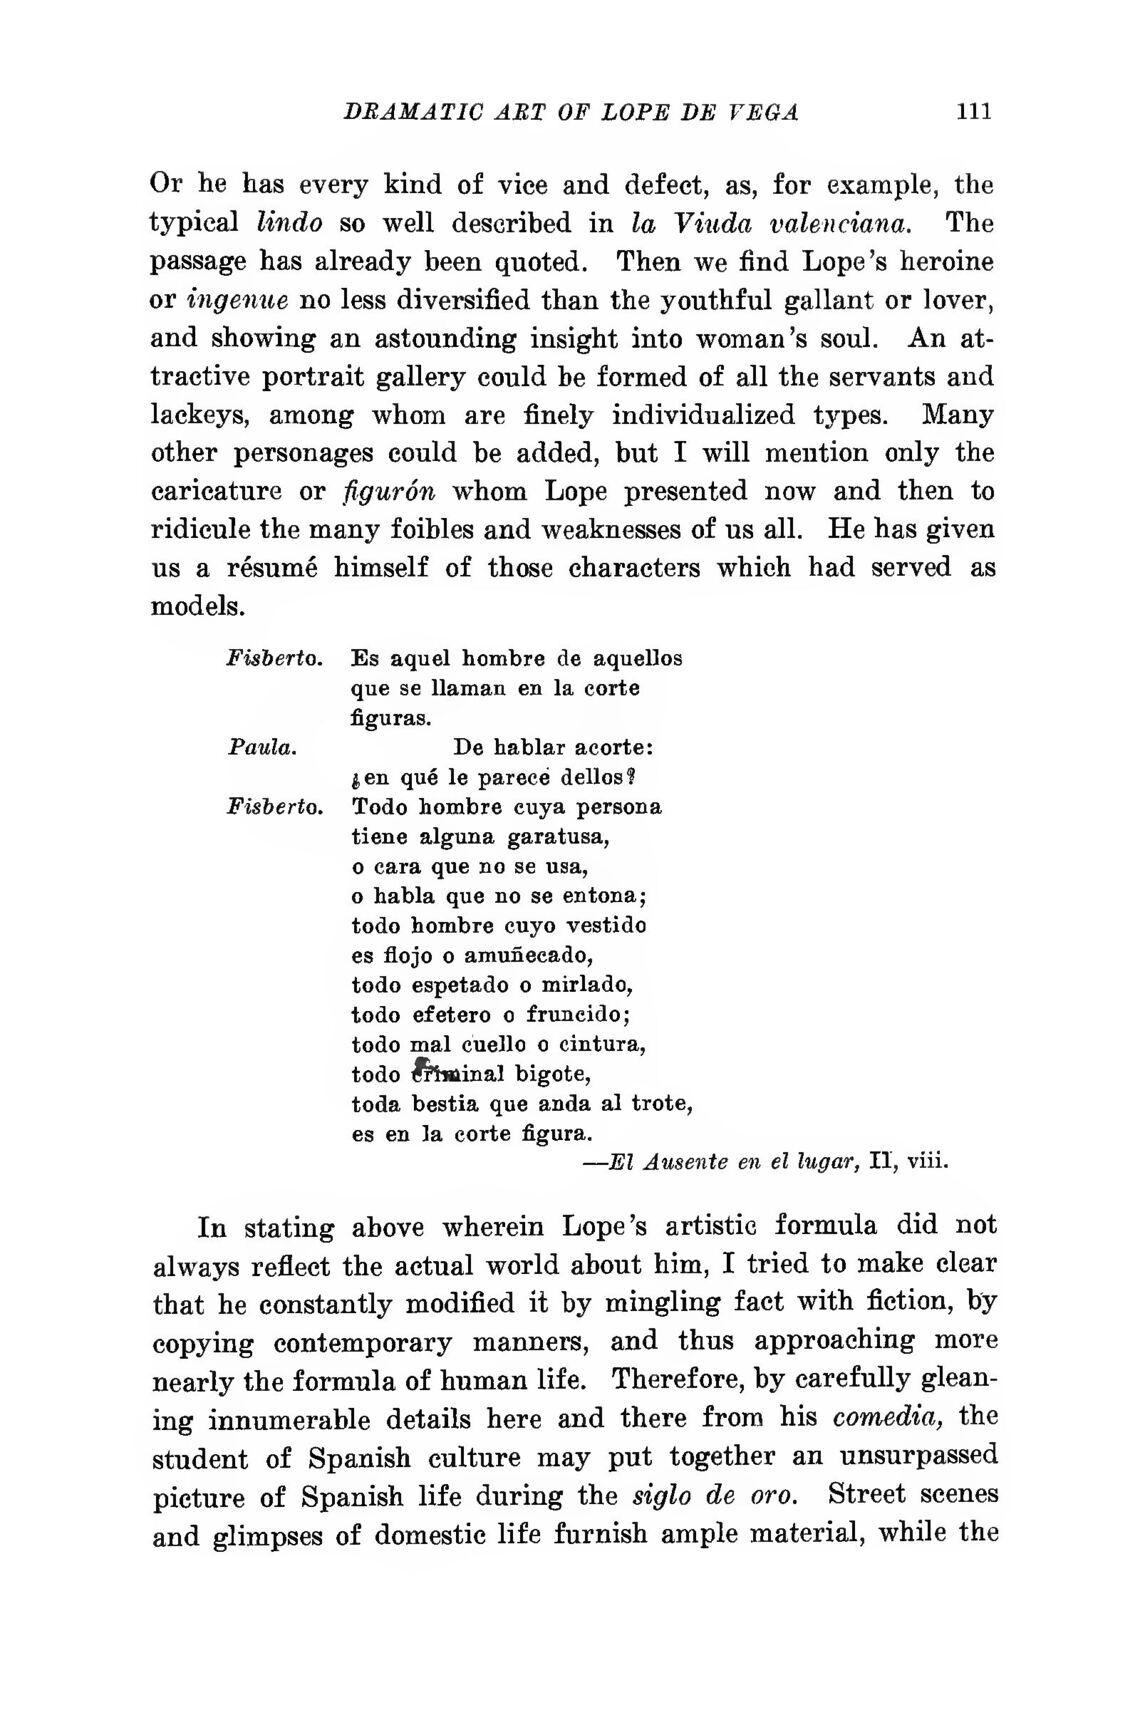 DRAMATIC ART OF LOPE DE VEGA 111
Or he has every kind of vice and defect, as, for example, the
typical lindo so well described in la Viuda valenciana. The
passage has already been quoted. Then we find Lope's heroine
or ingenue no less diversified than the youthful gallant or lover,
and showing an astounding insight into woman's soul. An at-
tractive portrait gallery could be formed of all the servants and
lackeys, among whom are finely individualized types. Many
other personages could be added, but I will mention only the
caricature or figurón whom Lope presented now and then to
ridicule the many foibles and weaknesses of us all. He has given
us a résumé himself of those characters which had served as
models.
Fisberto. Es aquel hombre de aquellos
que se llaman en la corte
figuras.
Paula. De hablar acorte:
¿en qué le parece dellos?
Fisberto. Todo hombre cuya persona
tiene alguna garatusa,
o cara que no se usa,
o habla que no se entona;
todo hombre cuyo vestido
es flojo o amuñecado,
todo espetado o mirlado,
todo efetero o fruncido;
todo mal cuello o cintura,
todo criminal bigote,
toda bestia que anda al trote,
es en la corte figura.
—El Ausente en el lugar, II, viii.
In stating above wherein Lope's artistic formula did not
always reflect the actual world about him, I tried to make clear
that he constantly modified it by mingling fact with fiction, by
copying contemporary manners, and thus approaching more
nearly the formula of human life. Therefore, by carefully glean-
ing innumerable details here and there from his comedia, the
student of Spanish culture may put together an unsurpassed
picture of Spanish life during the siglo de oro. Street scenes
and glimpses of domestic life furnish ample material, while the